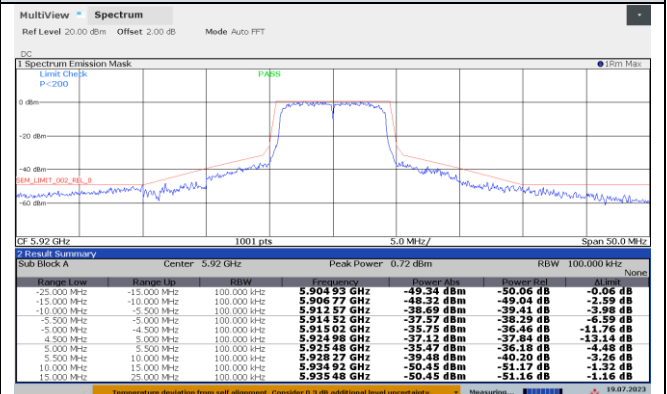 MultiView Spectrum
Ref Level 20.00 dBm Offset 2.00 dB Mode Auto FFT
DC
1 Spectrum Emission Mask 1Rm Max
Limit Check PASS
P<200
0 dBm
-20 dBm
-40 dBm
SEM_LIMIT_002_REL_0
-60 dBm
CF 5.92 GHz 1001 pts 5.0 MHz/ Span 50.0 MHz
2 Result Summary
Sub Block A Center 5.92 GHz Peak Power 0.72 dBm RBW 100.000 kHz
None
Range Low Range Up RBW Frequency Power Abs Power Rel ΔLimit
-25.000 MHz -15.000 MHz 100.000 kHz 5.904 93 GHz -49.34 dBm -50.06 dB -0.06 dB
-15.000 MHz -10.000 MHz 100.000 kHz 5.906 77 GHz -48.32 dBm -49.04 dB -2.59 dB
-10.000 MHz -5.500 MHz 100.000 kHz 5.912 57 GHz -38.69 dBm -39.41 dB -3.98 dB
-5.500 MHz -5.000 MHz 100.000 kHz 5.914 52 GHz -37.57 dBm -38.29 dB -6.59 dB
-5.000 MHz -4.500 MHz 100.000 kHz 5.915 02 GHz -35.75 dBm -36.46 dB -11.76 dB
4.500 MHz 5.000 MHz 100.000 kHz 5.924 98 GHz -37.12 dBm -37.84 dB -13.14 dB
5.000 MHz 5.500 MHz 100.000 kHz 5.925 48 GHz -35.47 dBm -36.18 dB -4.48 dB
5.500 MHz 10.000 MHz 100.000 kHz 5.928 27 GHz -39.48 dBm -40.20 dB -3.26 dB
10.000 MHz 15.000 MHz 100.000 kHz 5.934 92 GHz -50.45 dBm -51.17 dB -1.32 dB
15.000 MHz 25.000 MHz 100.000 kHz 5.935 48 GHz -50.45 dBm -51.16 dB -1.16 dB
Temperature deviation from self alignment. Consider 0.3 dB additional level uncertainty. Measuring... 19.07.2023